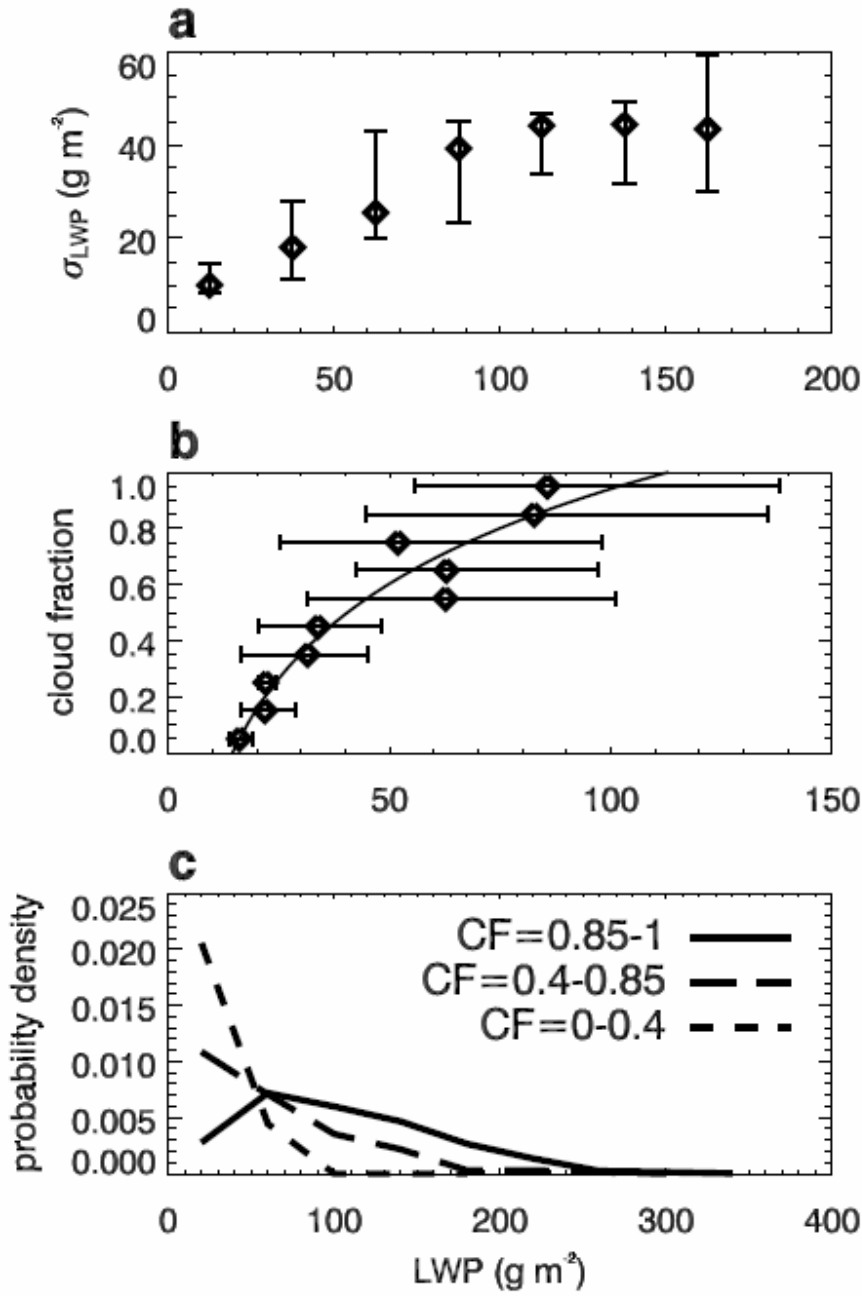 a
60
40
20
0
σLWP (g m-2)
0 50 100 150 200
b
1.0
0.8
0.6
0.4
0.2
0.0
cloud fraction
0 50 100 150
c
0.025
0.020
0.015
0.010
0.005
0.000
probability density
CF=0.85-1
CF=0.4-0.85
CF=0-0.4
0 100 200 300 400
LWP (g m-2)